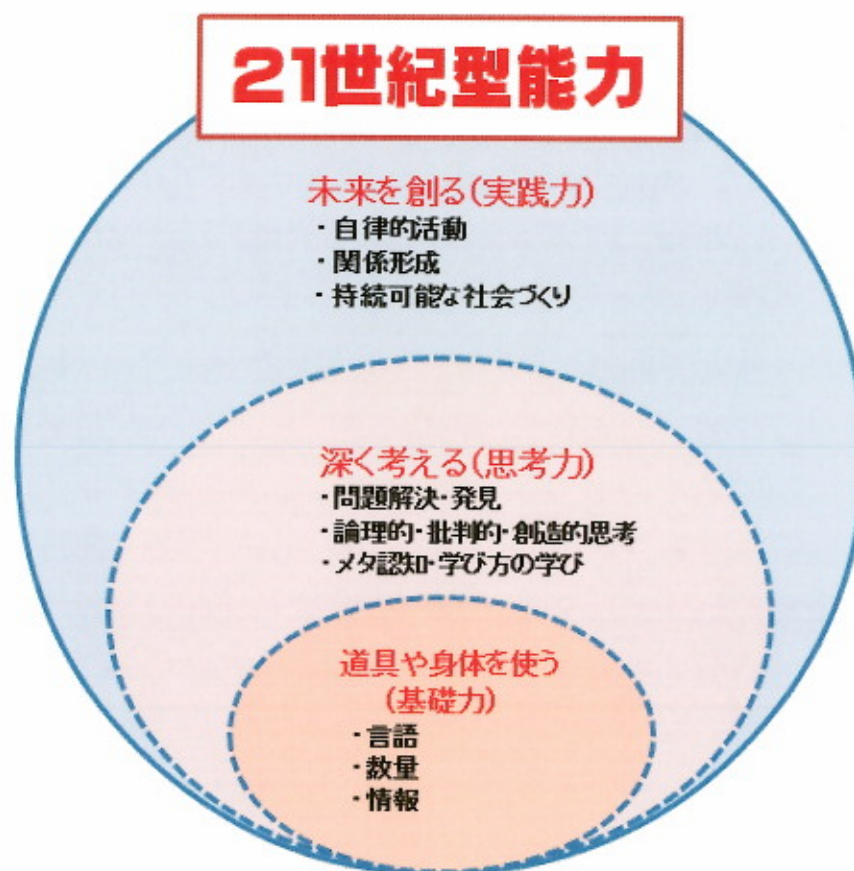 21世紀型能力
未来を創る(実践力)
・自律的活動
・関係形成
・持続可能な社会づくり
深く考える(思考力)
・問題解決・発見
・論理的・批判的・創造的思考
・メタ認知・学び方の学び
道具や身体を使う
(基礎力)
・言語
・数量
・情報